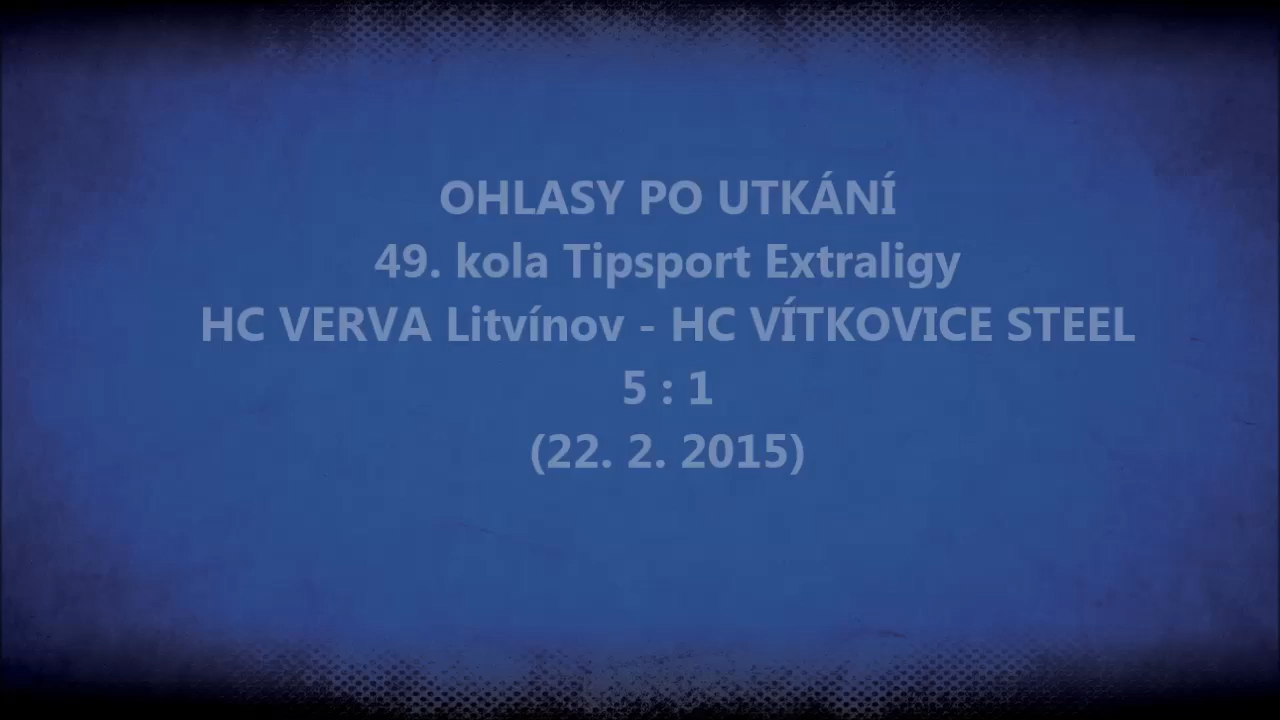 OHLASY PO UTKÁNÍ
49. kola Tipsport Extraligy
HC VERVA Litvínov - HC VÍTKOVICE STEEL
5 : 1
(22. 2. 2015)